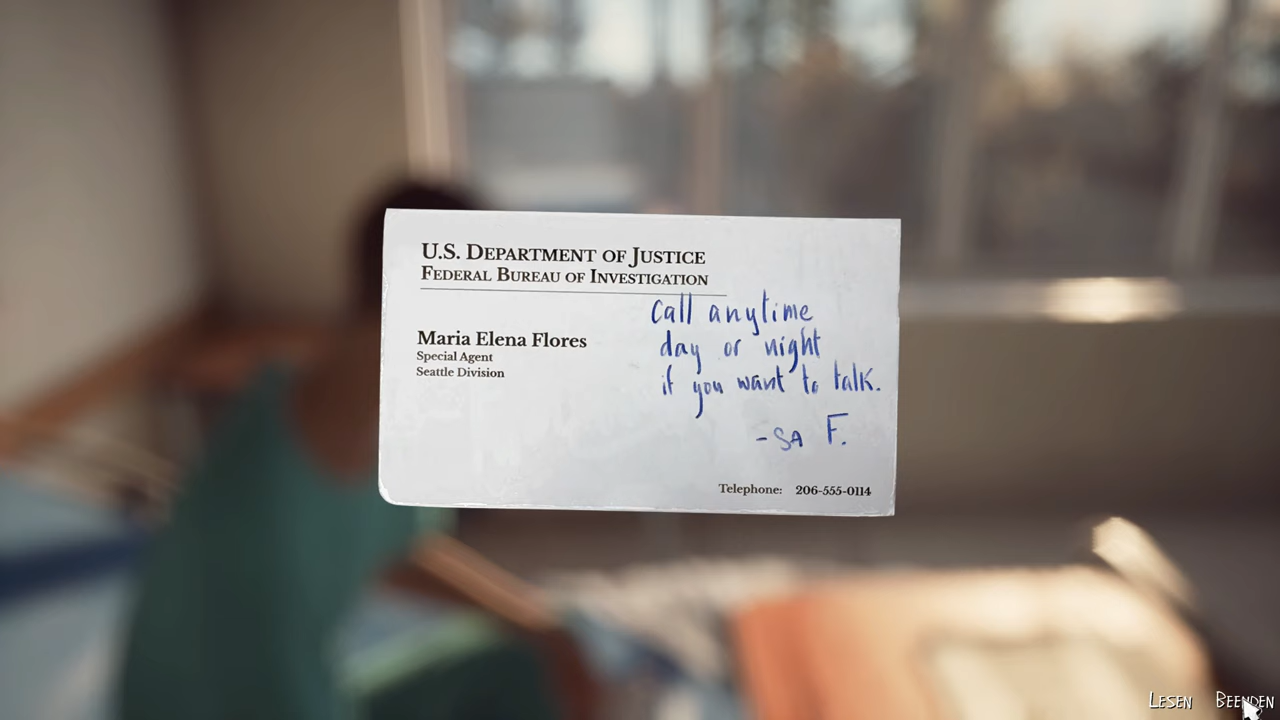 U.S. Department of Justice
Federal Bureau of Investigation
Call anytime
day or night
if you want to talk.
-SA F.
Maria Elena Flores
Special Agent
Seattle Division
Telephone: 206-555-0114
Lesen Beenden